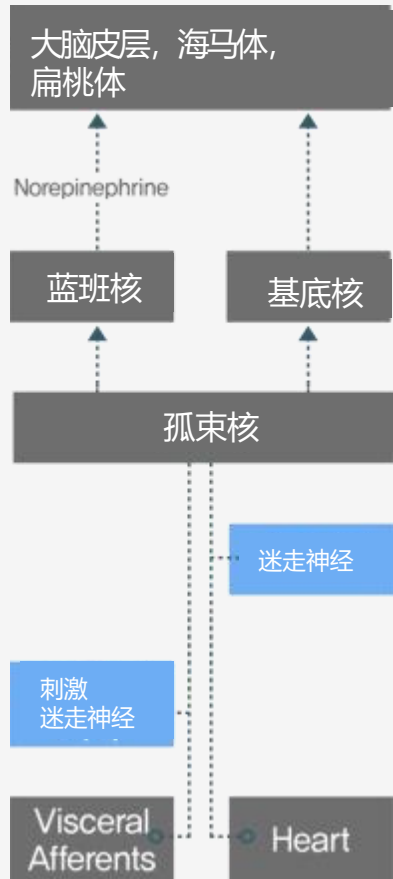 大脑皮层，海马体，
扁桃体
Norepinephrine
蓝班核
基底核
孤束核
迷走神经
刺激
迷走神经
Visceral
Afferents
Heart